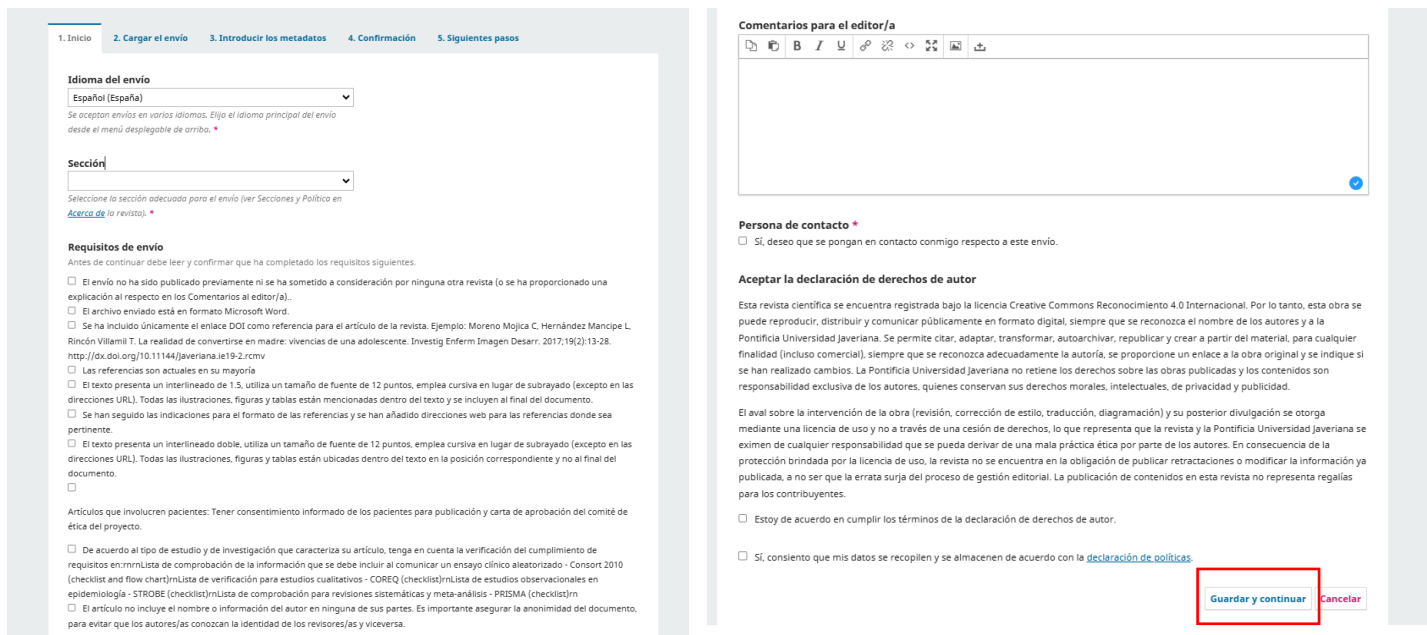 1. Inicio 2. Cargar el envío 3. Introducir los metadatos 4. Confirmación 5. Siguientes pasos
Idioma del envío
Español (España)
Se aceptan envíos en varios idiomas. Elija el idioma principal del envío
desde el menú desplegable de arriba. *
Sección
Seleccione la sección adecuada para el envío (ver Secciones y Política en
Acerca de la revista). *
Requisitos de envío
Antes de continuar debe leer y confirmar que ha completado los requisitos siguientes.
El envío no ha sido publicado previamente ni se ha sometido a consideración por ninguna otra revista (o se ha proporcionado una
explicación al respecto en los Comentarios al editor/a)..
El archivo enviado está en formato Microsoft Word.
Se ha incluido únicamente el enlace DOI como referencia para el artículo de la revista. Ejemplo: Moreno Mojica C, Hernández Mancipe L,
Rincón Villamil T. La realidad de convertirse en madre: vivencias de una adolescente. Investig Enferm Imagen Desarr. 2017;19(2):13-28.
http://dx.doi.org/10.11144/Javeriana.ie19-2.rcmv
Las referencias son actuales en su mayoría
El texto presenta un interlineado de 1.5, utiliza un tamaño de fuente de 12 puntos, emplea cursiva en lugar de subrayado (excepto en las
direcciones URL). Todas las ilustraciones, figuras y tablas están mencionadas dentro del texto y se incluyen al final del documento.
Se han seguido las indicaciones para el formato de las referencias y se han añadido direcciones web para las referencias donde sea
pertinente.
El texto presenta un interlineado doble, utiliza un tamaño de fuente de 12 puntos, emplea cursiva en lugar de subrayado (excepto en las
direcciones URL). Todas las ilustraciones, figuras y tablas están ubicadas dentro del texto en la posición correspondiente y no al final del
documento.
Artículos que involucren pacientes: Tener consentimiento informado de los pacientes para publicación y carta de aprobación del comité de
ética del proyecto.
De acuerdo al tipo de estudio y de investigación que caracteriza su artículo, tenga en cuenta la verificación del cumplimiento de
requisitos en:rnrnLista de comprobación de la información que se debe incluir al comunicar un ensayo clínico aleatorizado - Consort 2010
(checklist and flow chart)rnLista de verificación para estudios cualitativos - COREQ (checklist)rnLista de estudios observacionales en
epidemiología - STROBE (checklist)rnLista de comprobación para revisiones sistemáticas y meta-análisis - PRISMA (checklist)rn
El artículo no incluye el nombre o información del autor en ninguna de sus partes. Es importante asegurar la anonimidad del documento,
para evitar que los autores/as conozcan la identidad de los revisores/as y viceversa.
Comentarios para el editor/a
B I U
Persona de contacto *
Sí, deseo que se pongan en contacto conmigo respecto a este envío.
Aceptar la declaración de derechos de autor
Esta revista científica se encuentra registrada bajo la licencia Creative Commons Reconocimiento 4.0 Internacional. Por lo tanto, esta obra se
puede reproducir, distribuir y comunicar públicamente en formato digital, siempre que se reconozca el nombre de los autores y a la
Pontificia Universidad Javeriana. Se permite citar, adaptar, transformar, autoarchivar, republicar y crear a partir del material, para cualquier
finalidad (incluso comercial), siempre que se reconozca adecuadamente la autoría, se proporcione un enlace a la obra original y se indique si
se han realizado cambios. La Pontificia Universidad Javeriana no retiene los derechos sobre las obras publicadas y los contenidos son
responsabilidad exclusiva de los autores, quienes conservan sus derechos morales, intelectuales, de privacidad y publicidad.
El aval sobre la intervención de la obra (revisión, corrección de estilo, traducción, diagramación) y su posterior divulgación se otorga
mediante una licencia de uso y no a través de una cesión de derechos, lo que representa que la revista y la Pontificia Universidad Javeriana se
eximen de cualquier responsabilidad que se pueda derivar de una mala práctica ética por parte de los autores. En consecuencia de la
protección brindada por la licencia de uso, la revista no se encuentra en la obligación de publicar retractaciones o modificar la información ya
publicada, a no ser que la errata surja del proceso de gestión editorial. La publicación de contenidos en esta revista no representa regalías
para los contribuyentes.
Estoy de acuerdo en cumplir los términos de la declaración de derechos de autor.
Sí, consiento que mis datos se recopilen y se almacenen de acuerdo con la declaración de políticas.
Guardar y continuar Cancelar